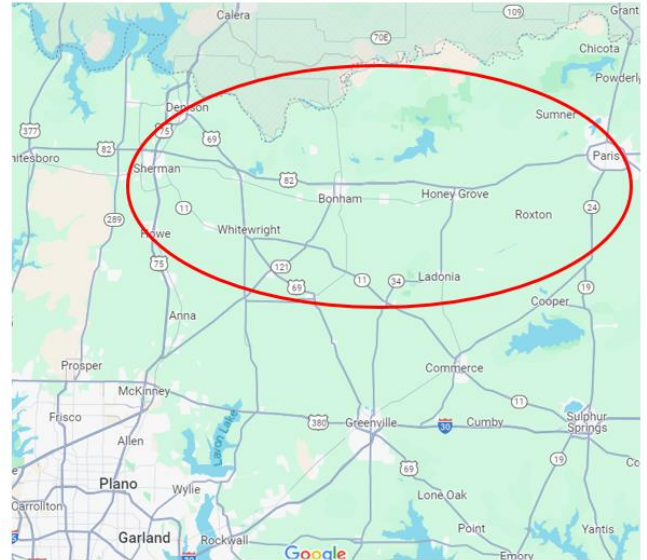 Calera
109
Grant
70E
Chicota
Powderly
Denison
377
75
69
Sumner
82
Sherman
Paris
82
Bonham
Honey Grove
11
Roxton
24
289
Whitewright
75
121
69
11
34
Ladonia
19
Anna
Cooper
Prosper
Commerce
McKinney
11
Frisco
Lavon Lake
380
Greenville
30
Cumby
Sulphur
Springs
Allen
19
Plano
Wylie
69
Lone Oak
Carrollton
Point
Yantis
Garland
Rockwall
Google
Emory